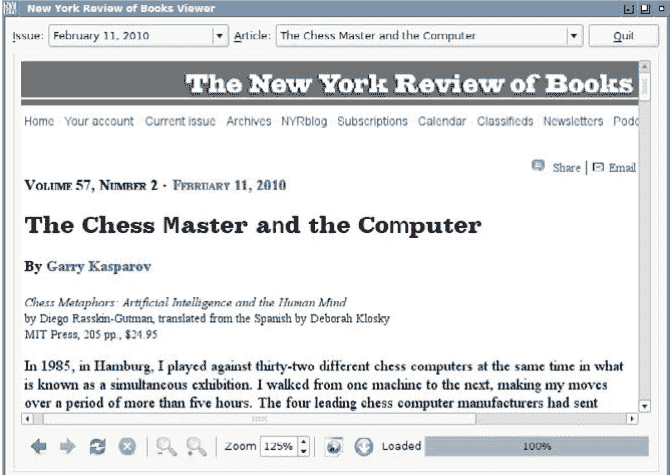 New York Review of Books Viewer
Issue: February 11, 2010 Article: The Chess Master and the Computer Quit
The New York Review of Books
Home Your account Current issue Archives NYRblog Subscriptions Calendar Classifieds Newsletters Podc
Share | Email
VOLUME 57, NUMBER 2 · FEBRUARY 11, 2010
The Chess Master and the Computer
By Garry Kasparov
Chess Metaphors: Artificial Intelligence and the Human Mind
by Diego Rasskin-Gutman, translated from the Spanish by Deborah Klosky
MIT Press, 205 pp., $24.95
In 1985, in Hamburg, I played against thirty-two different chess computers at the same time in what
is known as a simultaneous exhibition. I walked from one machine to the next, making my moves
over a period of more than five hours. The four leading chess computer manufacturers had sent
Zoom 125% Loaded 100%